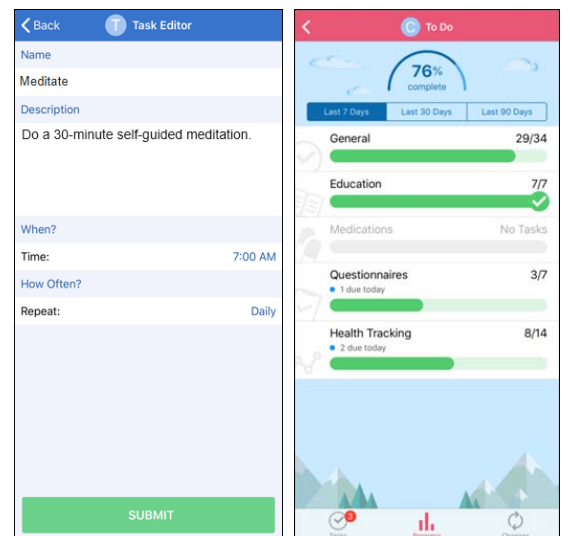 Back
T Task Editor
Name
Meditate
Description
Do a 30-minute self-guided meditation.
When?
Time: 7:00 AM
How Often?
Repeat: Daily
SUBMIT
C To Do
76%
complete
Last 7 Days Last 30 Days Last 90 Days
General 29/34
Education 7/7
Medications No Tasks
Questionnaires 3/7
1 due today
Health Tracking 8/14
2 due today
3